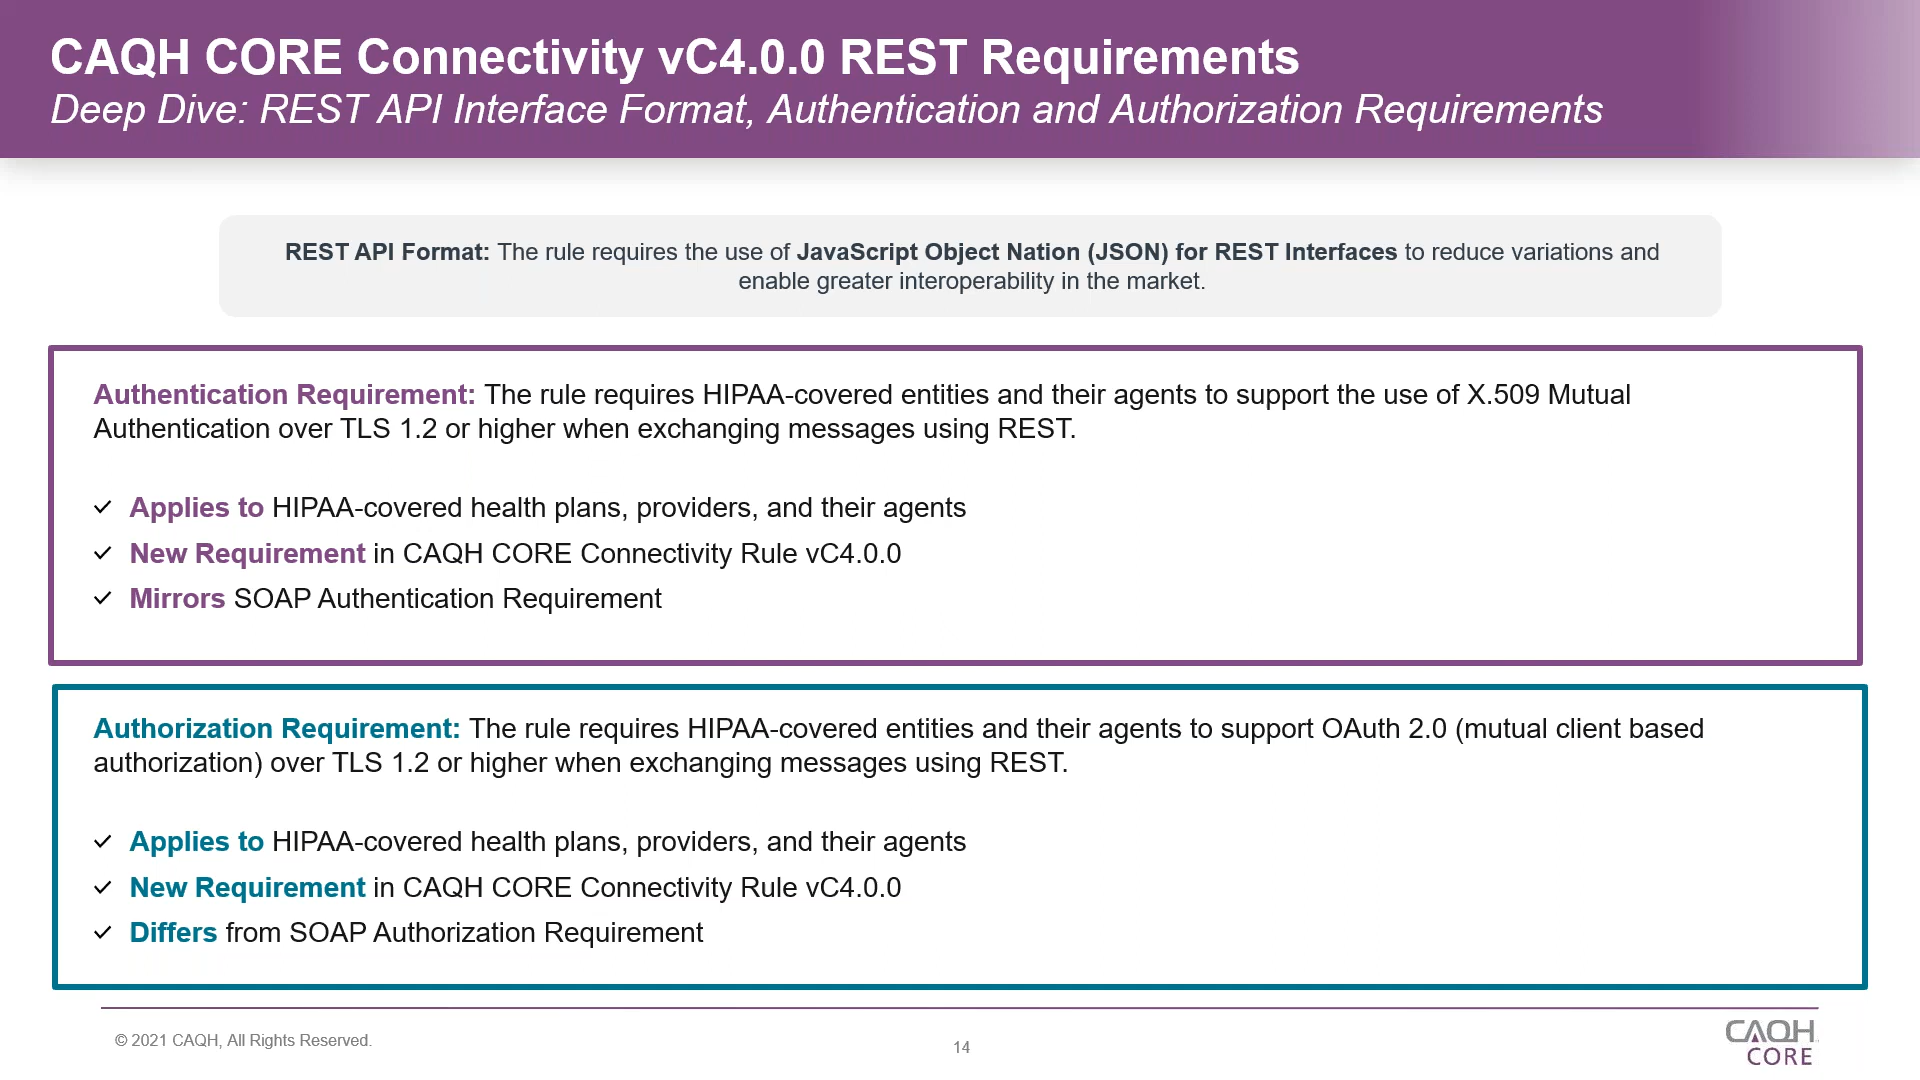 CAQH CORE Connectivity vC4.0.0 REST Requirements
Deep Dive: REST API Interface Format, Authentication and Authorization Requirements
REST API Format: The rule requires the use of JavaScript Object Nation (JSON) for REST Interfaces to reduce variations and
enable greater interoperability in the market.
Authentication Requirement: The rule requires HIPAA-covered entities and their agents to support the use of X.509 Mutual
Authentication over TLS 1.2 or higher when exchanging messages using REST.
✓ Applies to HIPAA-covered health plans, providers, and their agents
✓ New Requirement in CAQH CORE Connectivity Rule vC4.0.0
✓ Mirrors SOAP Authentication Requirement
Authorization Requirement: The rule requires HIPAA-covered entities and their agents to support OAuth 2.0 (mutual client based
authorization) over TLS 1.2 or higher when exchanging messages using REST.
✓ Applies to HIPAA-covered health plans, providers, and their agents
✓ New Requirement in CAQH CORE Connectivity Rule vC4.0.0
✓ Differs from SOAP Authorization Requirement
© 2021 CAQH, All Rights Reserved.
14
CAQH
CORE